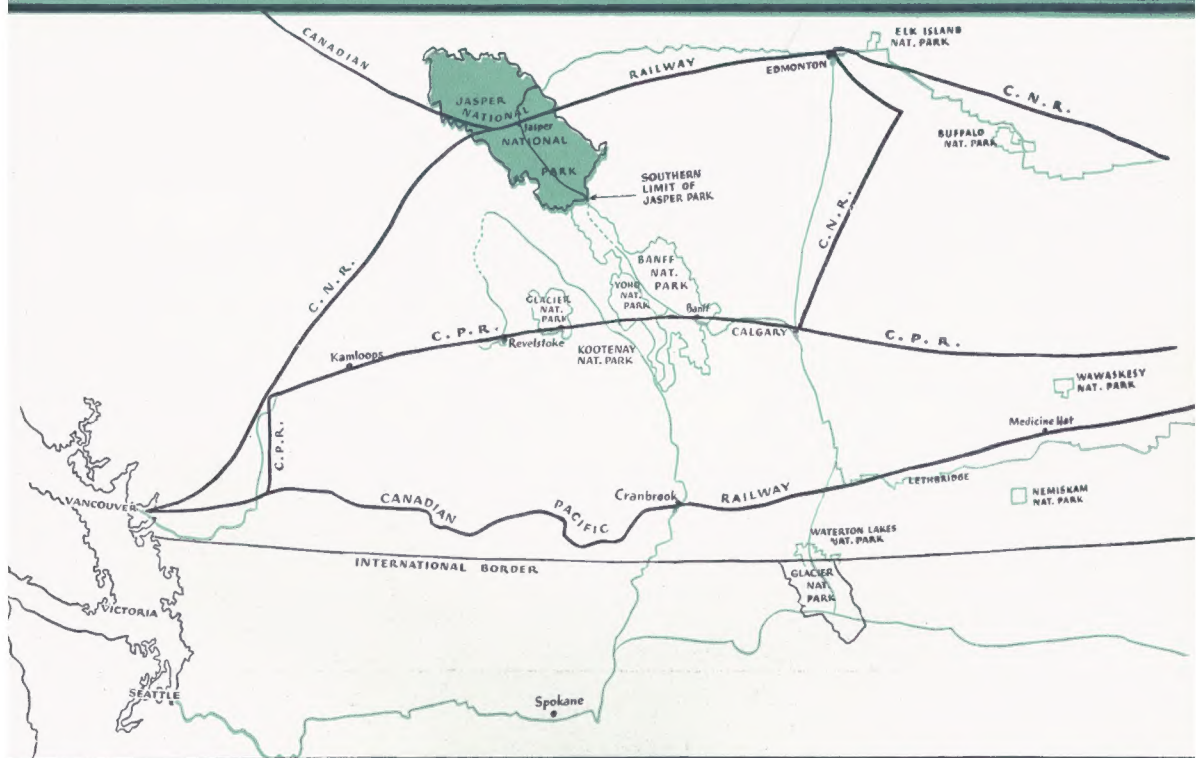 CANADIAN
NATIONAL
RAILWAY
ELK ISLAND
NAT. PARK
EDMONTON
C. N. R.
JASPER
NATIONAL
PARK
Jasper
BUFFALO
NAT. PARK
SOUTHERN
LIMIT OF
JASPER PARK
C. N. R.
C. N. R.
BANFF
NAT.
PARK
YOHO
NAT.
PARK
GLACIER
NAT.
PARK
Banff
CALGARY
C. P. R.
C. P. R.
Revelstoke
KOOTENAY
NAT. PARK
Kamloops
WAWASKESY
NAT. PARK
C. P. R.
Medicine Hat
LETHBRIDGE
NEMISKAM
NAT. PARK
VANCOUVER
CANADIAN
PACIFIC
RAILWAY
Cranbrook
WATERTON LAKES
NAT. PARK
INTERNATIONAL BORDER
GLACIER
NAT.
PARK
VICTORIA
SEATTLE
Spokane